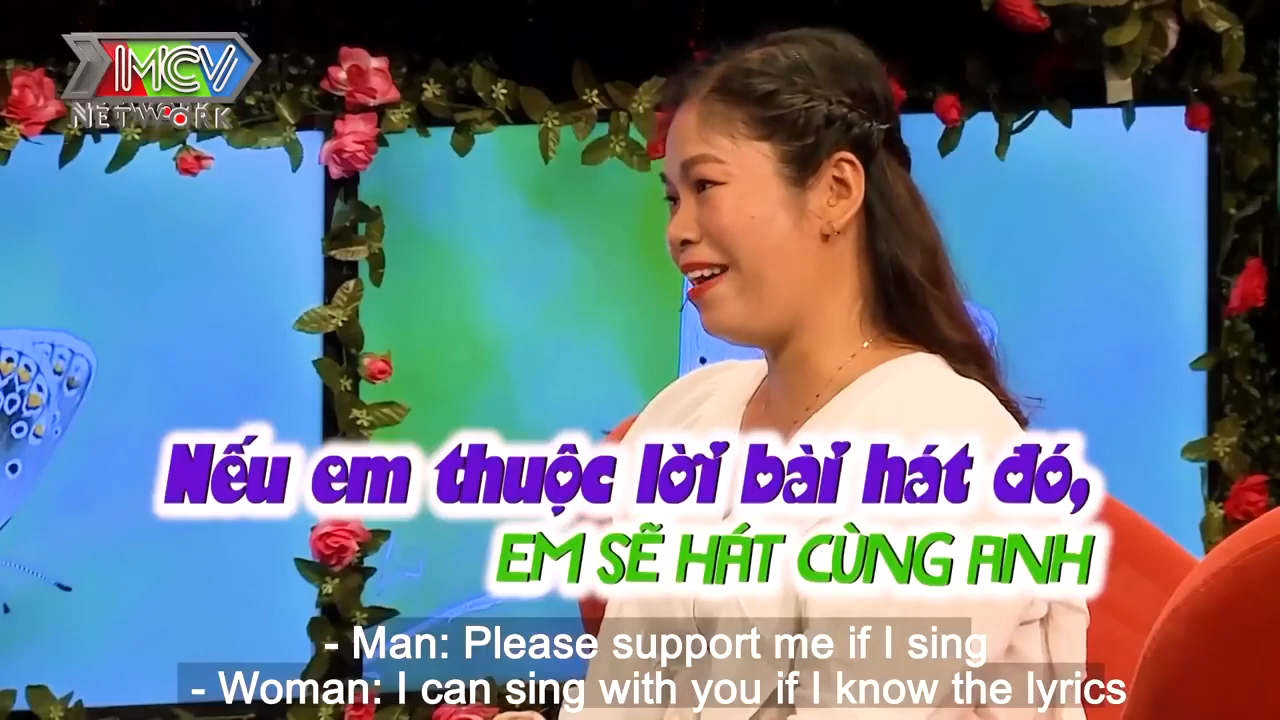 MCV
NETWORK
Nếu em thuộc lời bài hát đó,
EM SẼ HÁT CÙNG ANH
- Man: Please support me if I sing
- Woman: I can sing with you if I know the lyrics